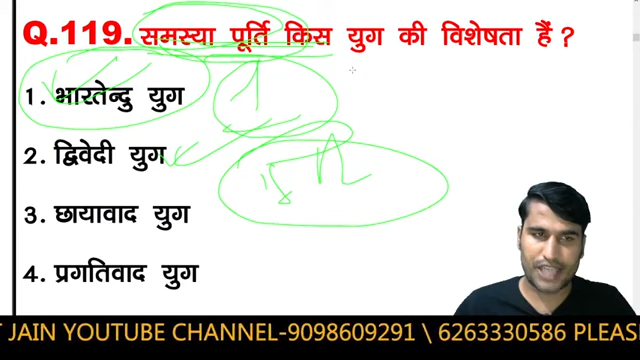 Q.119. समस्या पूर्ति किस युग की विशेषता हैं ?
1. भारतेन्दु युग
2. द्विवेदी युग
3. छायावाद युग
4. प्रगतिवाद युग
T JAIN YOUTUBE CHANNEL-9098609291 \ 6263330586 PLEAS